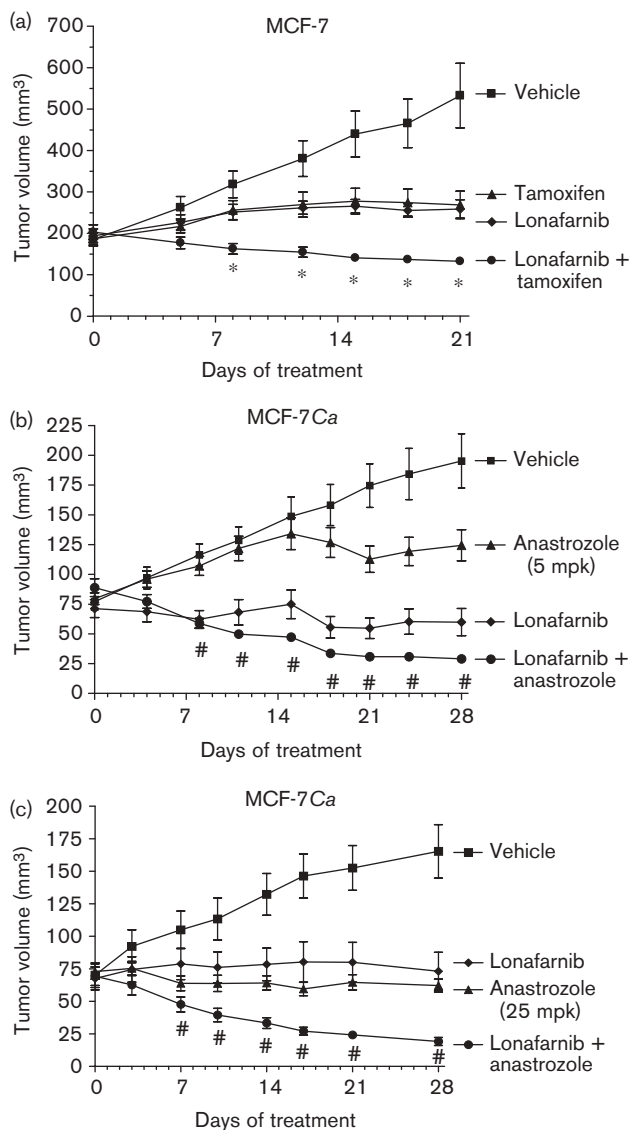 (a)
MCF-7
700
600
500
400
300
200
100
0
Tumor volume (mm³)
Vehicle
Tamoxifen
Lonafarnib
Lonafarnib +
tamoxifen
* * * * *
0 7 14 21
Days of treatment
(b)
MCF-7Ca
225
200
175
150
125
100
75
50
25
0
Tumor volume (mm³)
Vehicle
Anastrozole
(5 mpk)
Lonafarnib
Lonafarnib +
anastrozole
# # # # # # #
0 7 14 21 28
Days of treatment
(c)
MCF-7Ca
200
175
150
125
100
75
50
25
0
Tumor volume (mm³)
Vehicle
Lonafarnib
Anastrozole
(25 mpk)
Lonafarnib +
anastrozole
# # # # # #
0 7 14 21 28
Days of treatment